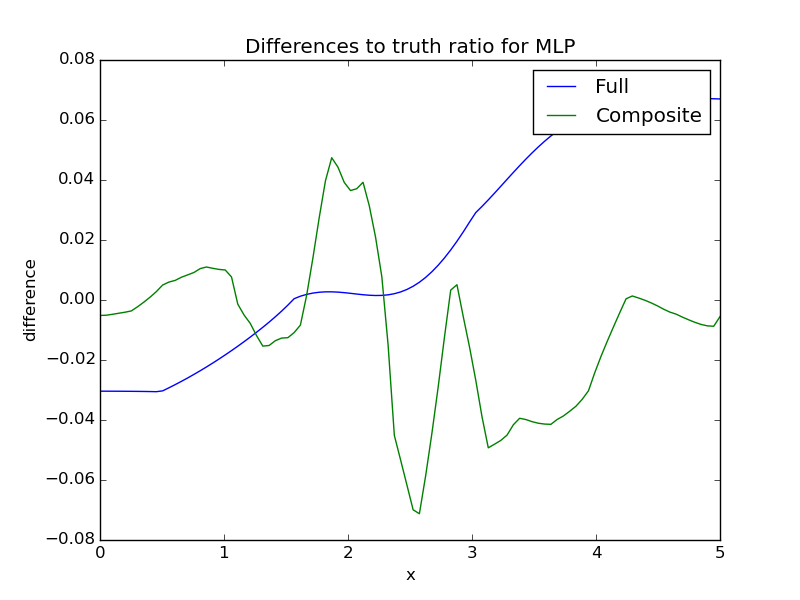 Differences to truth ratio for MLP
0.08
0.06
0.04
0.02
0.00
−0.02
−0.04
−0.06
−0.08
difference
Full
Composite
0 1 2 3 4 5
x